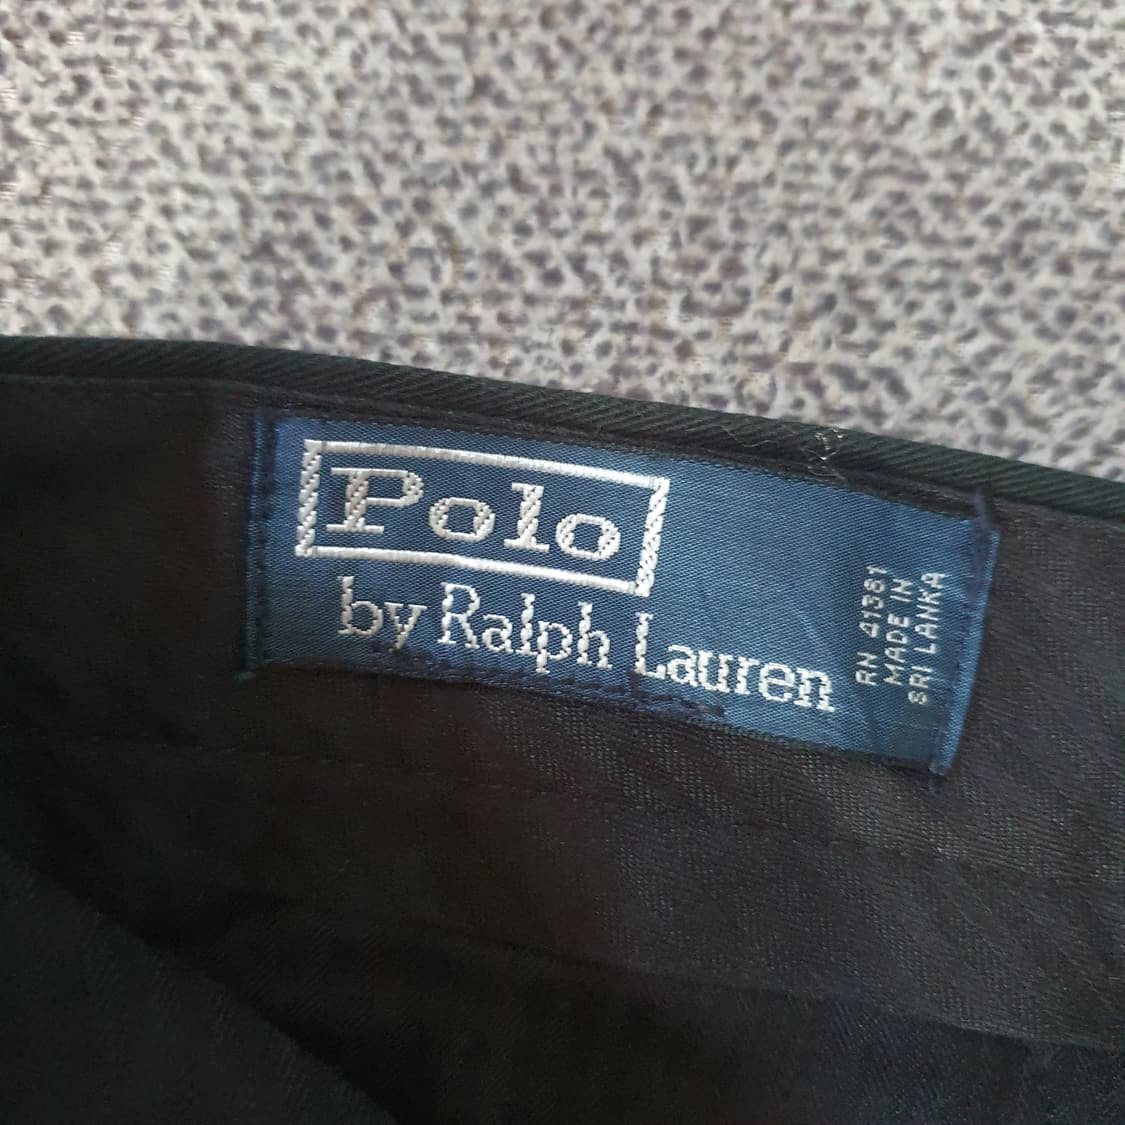 Polo
by Ralph Lauren
RN 41381
MADE IN
SRI LANKA